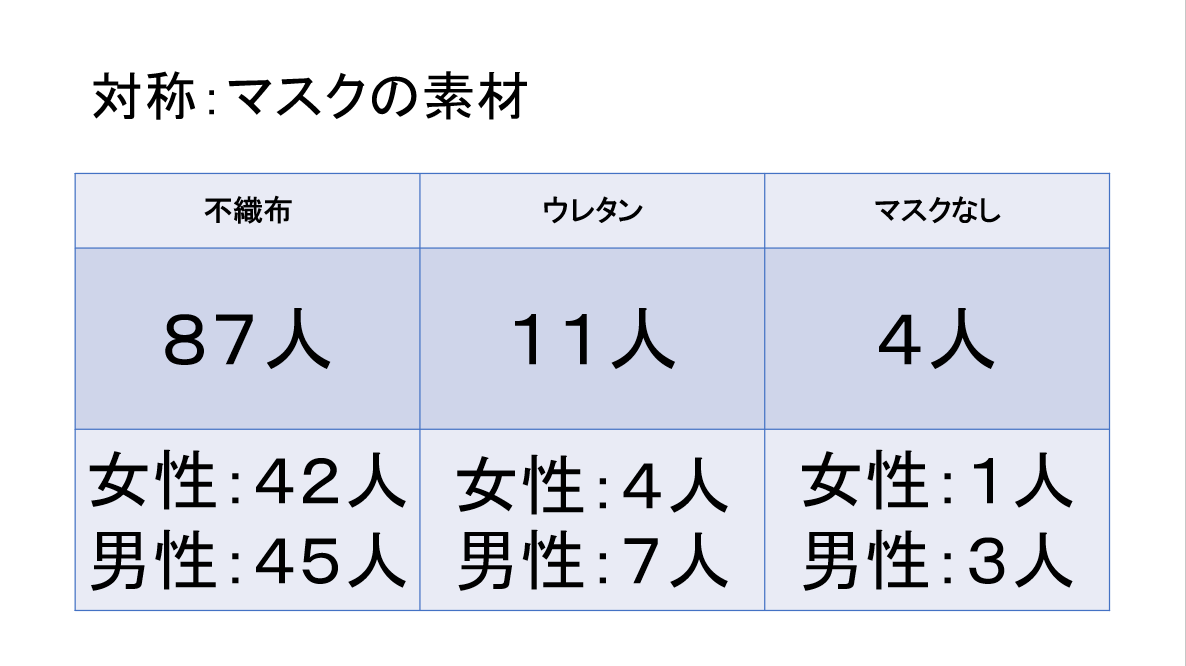 対称：マスクの素材
不織布 ウレタン マスクなし
８７人 １１人 ４人
女性：４２人 女性：４人 女性：１人
男性：４５人 男性：７人 男性：３人